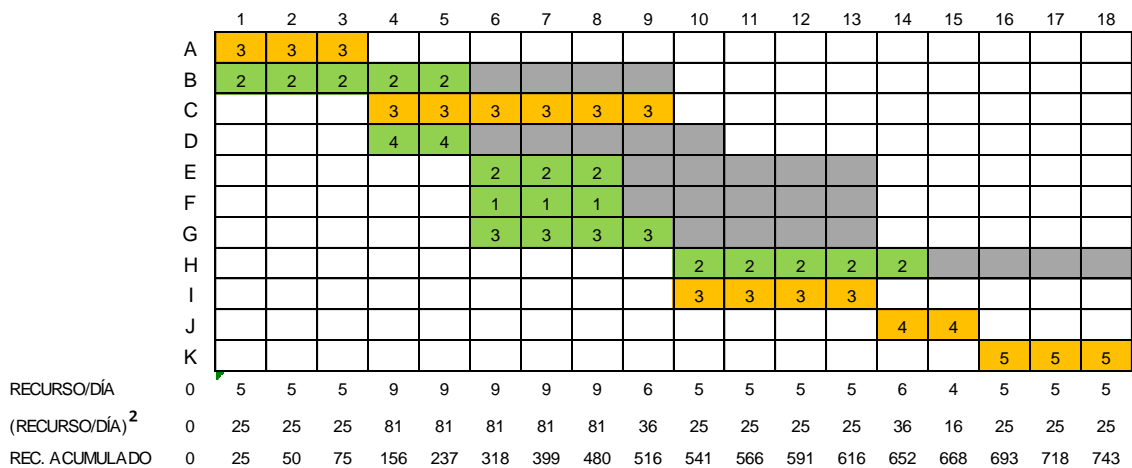 1 2 3 4 5 6 7 8 9 10 11 12 13 14 15 16 17 18
A 3 3 3
B 2 2 2 2 2
C 3 3 3 3 3 3
D 4 4
E 2 2 2
F 1 1 1
G 3 3 3 3
H 2 2 2 2 2
I 3 3 3 3
J 4 4
K 5 5 5
RECURSO/DÍA 0 5 5 5 9 9 9 9 9 6 5 5 5 5 6 4 5 5 5
(RECURSO/DÍA)² 0 25 25 25 81 81 81 81 81 36 25 25 25 25 36 16 25 25 25
REC. ACUMULADO 0 25 50 75 156 237 318 399 480 516 541 566 591 616 652 668 693 718 743